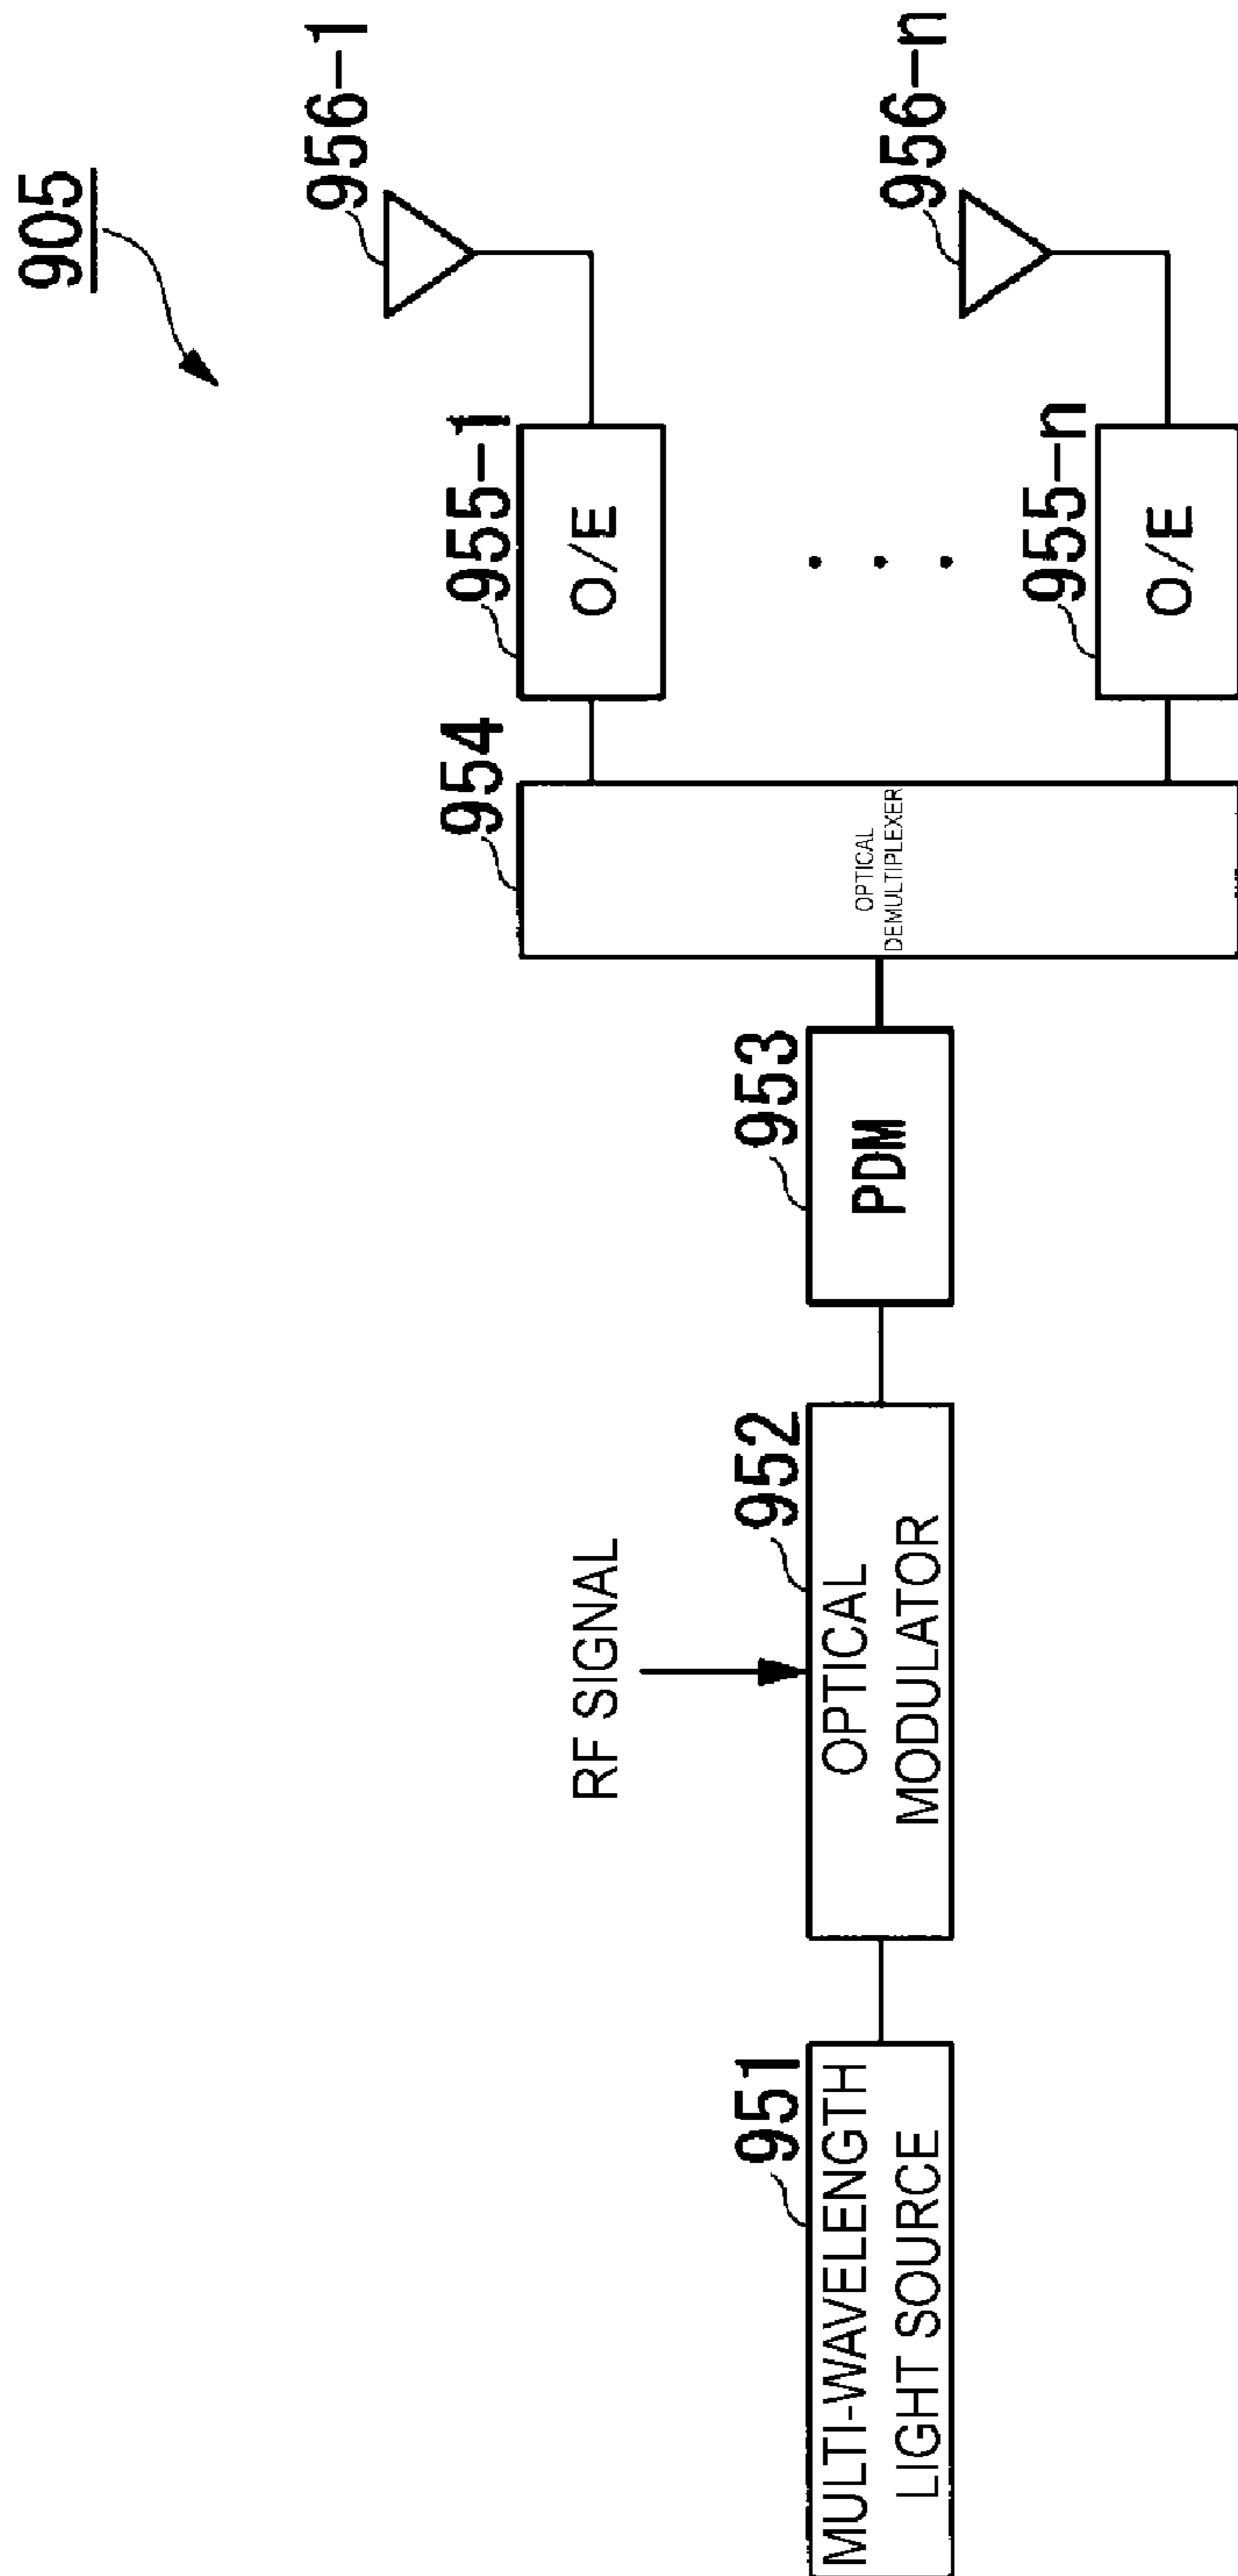 905
956-1
956-n
955-1
O/E
955-n
O/E
954
OPTICAL
DEMULTIPLEXER
953
PDM
RF SIGNAL
952
OPTICAL
MODULATOR
951
MULTI-WAVELENGTH
LIGHT SOURCE